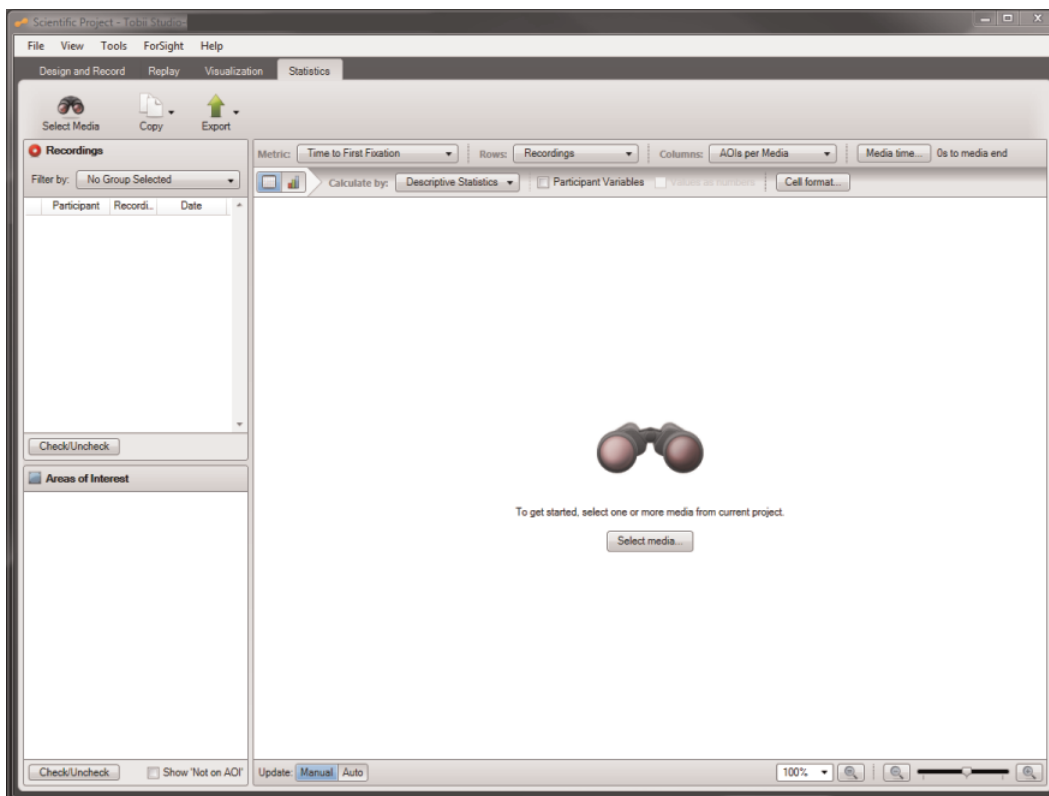 Scientific Project - Tobii Studio
File View Tools ForSight Help
Design and Record Replay Visualization Statistics
Select Media Copy Export
Recordings
Filter by: No Group Selected
Participant Recordi.. Date
Check/Uncheck
Areas of Interest
Check/Uncheck Show 'Not on AOI'
Metric: Time to First Fixation Rows: Recordings Columns: AOIs per Media Media time... 0s to media end
Calculate by: Descriptive Statistics Participant Variables Values as numbers Cell format...
To get started, select one or more media from current project.
Select media...
Update: Manual Auto 100%